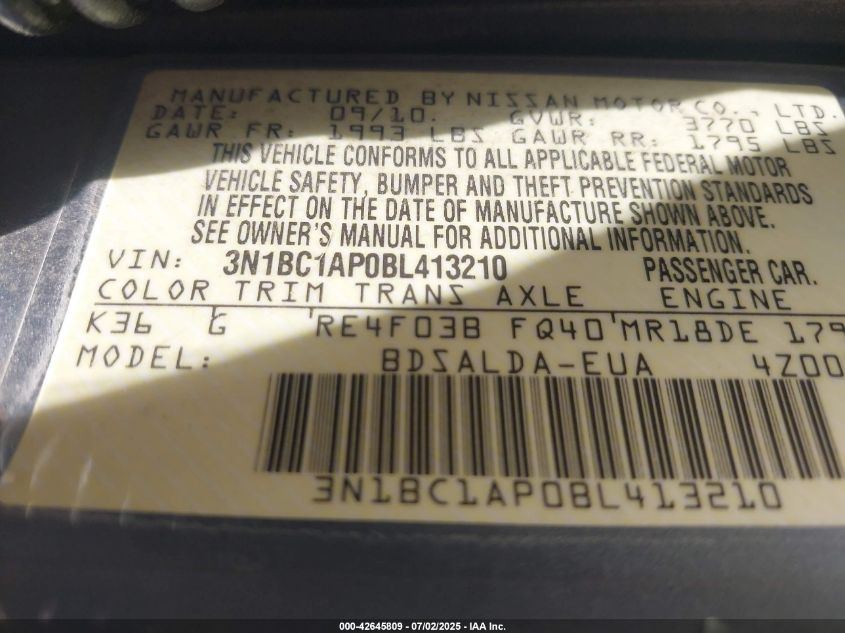 MANUFACTURED BY NISSAN MOTOR CO., LTD.
DATE: 09/10. GVWR: 3770 LBS
GAWR FR: 1993 LBS GAWR RR: 1795 LBS
THIS VEHICLE CONFORMS TO ALL APPLICABLE FEDERAL MOTOR
VEHICLE SAFETY, BUMPER AND THEFT PREVENTION STANDARDS
IN EFFECT ON THE DATE OF MANUFACTURE SHOWN ABOVE.
SEE OWNER'S MANUAL FOR ADDITIONAL INFORMATION.
VIN: 3N1BC1AP0BL413210 PASSENGER CAR.
COLOR TRIM TRANS AXLE ENGINE
K36 G 'RE4F03B FQ40'MR18DE 179
MODEL: BDSALDA-EUA 4Z00
3N1BC1AP0BL413210
000-42645809 - 07/02/2025 - IAA Inc.